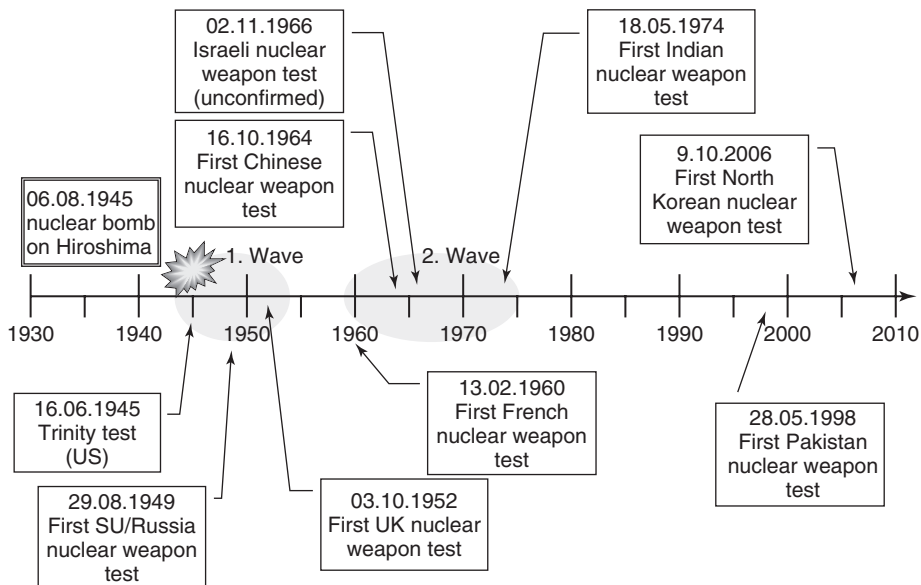 02.11.1966
Israeli nuclear
weapon test
(unconfirmed)
18.05.1974
First Indian
nuclear weapon
test
16.10.1964
First Chinese
nuclear weapon
test
9.10.2006
First North
Korean nuclear
weapon test
06.08.1945
nuclear bomb
on Hiroshima
1. Wave
2. Wave
1930 1940 1950 1960 1970 1980 1990 2000 2010
16.06.1945
Trinity test
(US)
13.02.1960
First French
nuclear weapon
test
28.05.1998
First Pakistan
nuclear weapon
test
29.08.1949
First SU/Russia
nuclear weapon
test
03.10.1952
First UK nuclear
weapon test